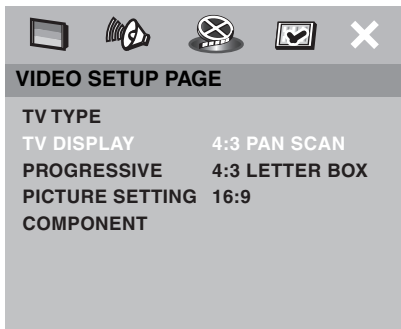 VIDEO SETUP PAGE
TV TYPE
TV DISPLAY 4:3 PAN SCAN
PROGRESSIVE 4:3 LETTER BOX
PICTURE SETTING 16:9
COMPONENT